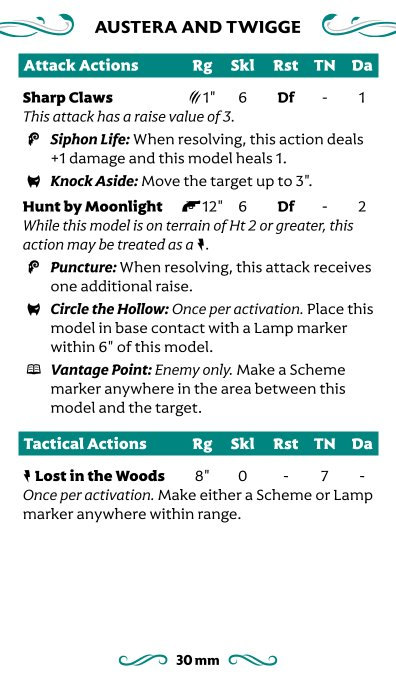 AUSTERA AND TWIGGE
Attack Actions Rg Skl Rst TN Da
Sharp Claws 1" 6 Df - 1
This attack has a raise value of 3.
Siphon Life: When resolving, this action deals
+1 damage and this model heals 1.
Knock Aside: Move the target up to 3".
Hunt by Moonlight 12" 6 Df - 2
While this model is on terrain of Ht 2 or greater, this
action may be treated as a .
Puncture: When resolving, this attack receives
one additional raise.
Circle the Hollow: Once per activation. Place this
model in base contact with a Lamp marker
within 6" of this model.
Vantage Point: Enemy only. Make a Scheme
marker anywhere in the area between this
model and the target.
Tactical Actions Rg Skl Rst TN Da
Lost in the Woods 8" 0 - 7 -
Once per activation. Make either a Scheme or Lamp
marker anywhere within range.
30 mm